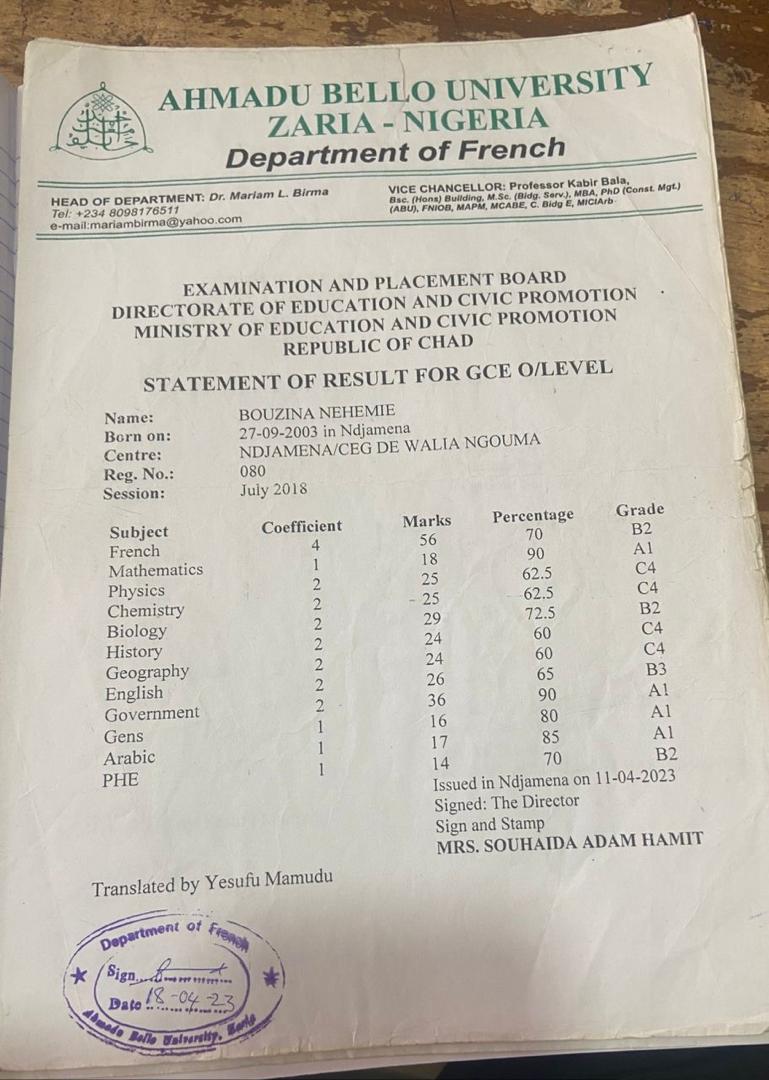 AHMADU BELLO UNIVERSITY
ZARIA - NIGERIA
Department of French
HEAD OF DEPARTMENT: Dr. Mariam L. Birma
Tel: +234 8098176511
e-mail:mariambirma@yahoo.com
VICE CHANCELLOR: Professor Kabir Bala,
Bsc. (Hons) Building, M.Sc. (Bidg. Serv.), MBA, PhD (Const. Mgt.)
(ABU), FNIOB, MAPM, MCABE, C. Bidg E, MICIArb
EXAMINATION AND PLACEMENT BOARD
DIRECTORATE OF EDUCATION AND CIVIC PROMOTION
MINISTRY OF EDUCATION AND CIVIC PROMOTION
REPUBLIC OF CHAD
STATEMENT OF RESULT FOR GCE O/LEVEL
Name: BOUZINA NEHEMIE
Born on: 27-09-2003 in Ndjamena
Centre: NDJAMENA/CEG DE WALIA NGOUMA
Reg. No.: 080
Session: July 2018
Subject Coefficient Marks Percentage Grade
French 4 56 70 B2
Mathematics 1 18 90 A1
Physics 2 25 62.5 C4
Chemistry 2 25 62.5 C4
Biology 2 29 72.5 B2
History 2 24 60 C4
Geography 2 24 60 C4
English 2 26 65 B3
Government 2 36 90 A1
Gens 1 16 80 A1
Arabic 1 17 85 A1
PHE 1 14 70 B2
Issued in Ndjamena on 11-04-2023
Signed: The Director
Sign and Stamp
MRS. SOUHAIDA ADAM HAMIT
Translated by Yesufu Mamudu
Department of French
Sign
Date 18-04-23
Ahmadu Bello University, Zaria